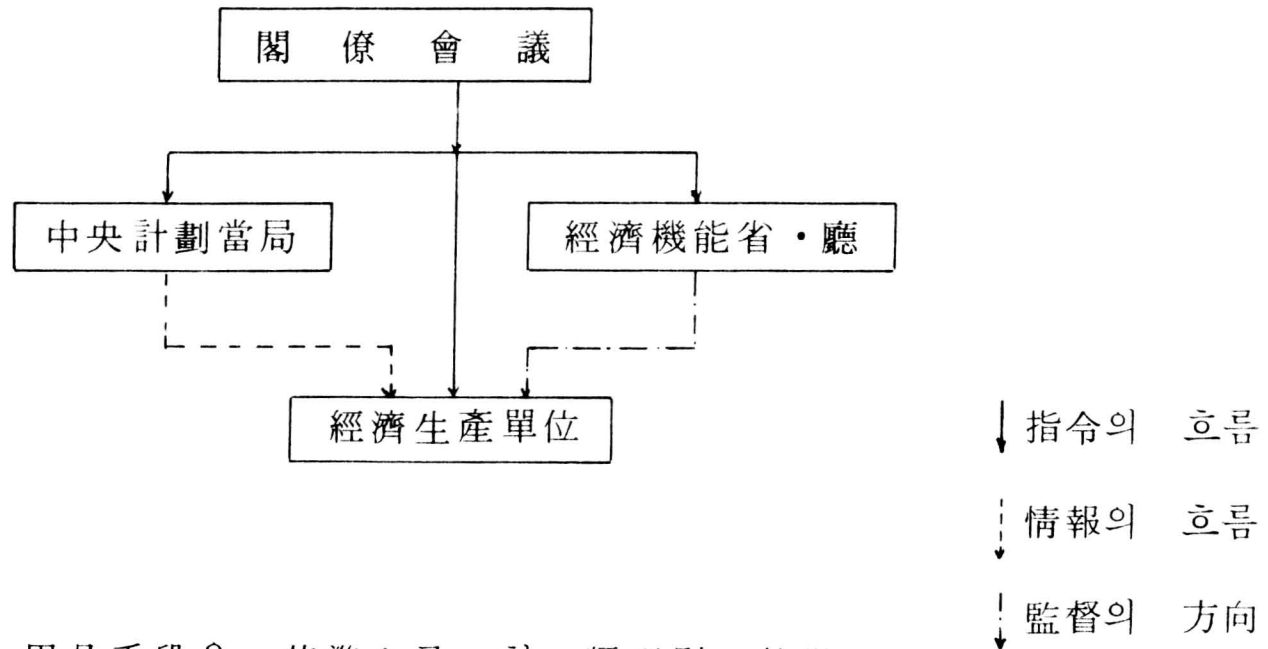 閣僚會議
中央計劃當局
經濟機能省・廳
經濟生產單位
指令의 흐름
情報의 흐름
監督의 方向